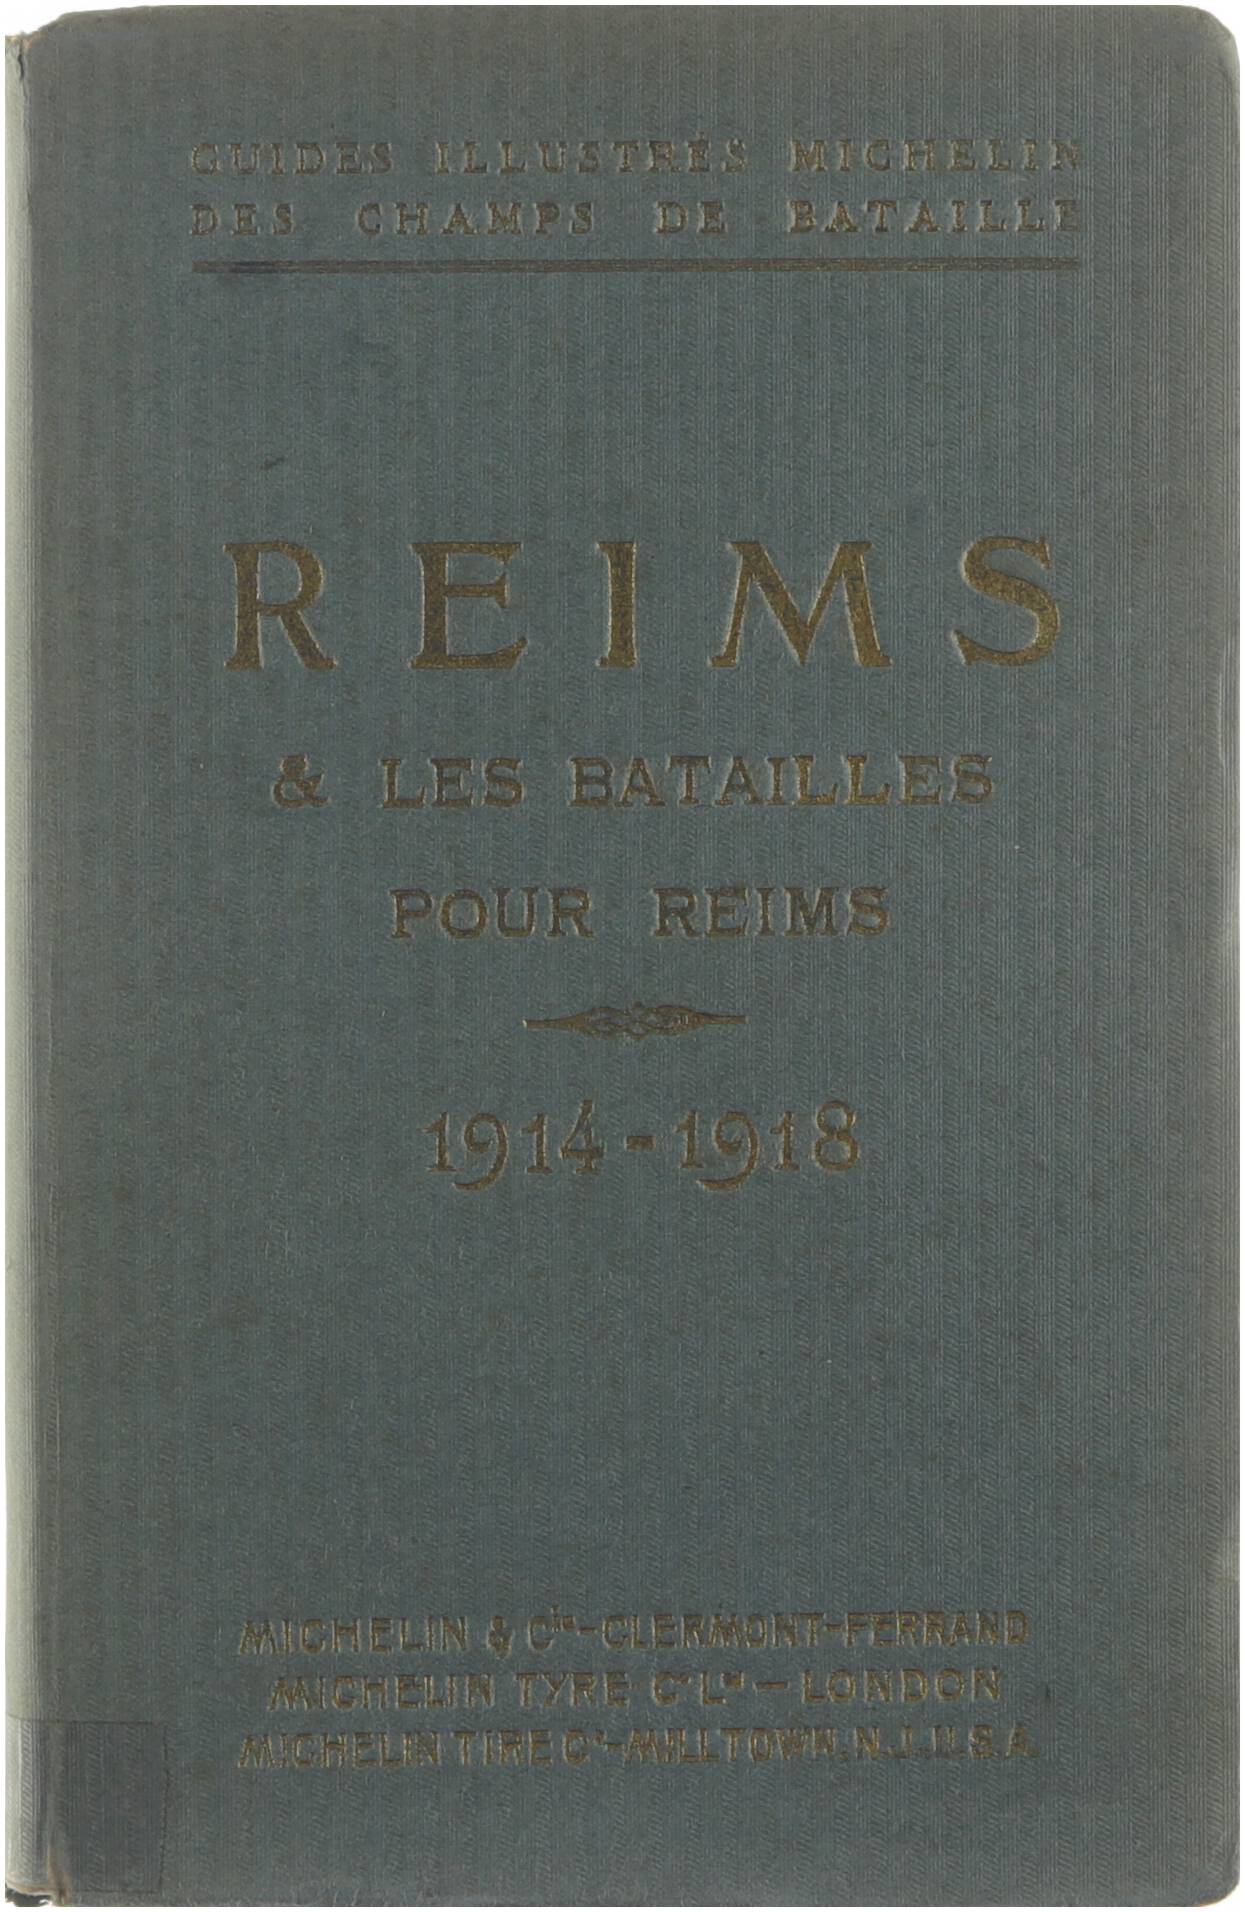 GUIDES ILLUSTRÉS MICHELIN
DES CHAMPS DE BATAILLE
REIMS
& LES BATAILLES
POUR REIMS
1914-1918
MICHELIN & Cie - CLERMONT-FERRAND
MICHELIN TYRE Co Ltd - LONDON
MICHELIN TIRE Co - MILLTOWN. N.J. U.S.A.